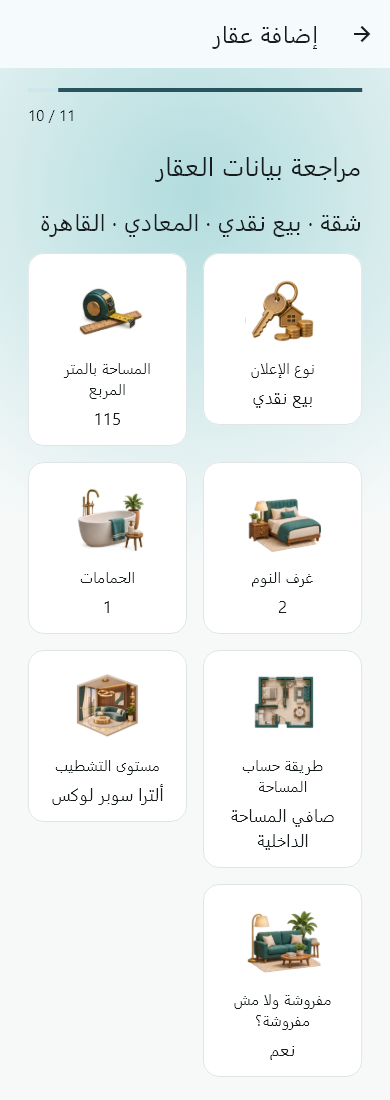 إضافة عقار
10 / 11
مراجعة بيانات العقار
شقة · بيع نقدي · المعادي · القاهرة
نوع الإعلان
بيع نقدي
المساحة بالمتر
المربع
115
غرف النوم
2
الحمامات
1
طريقة حساب
المساحة
صافي المساحة
الداخلية
مستوى التشطيب
ألترا سوبر لوكس
مفروشة ولا مش
مفروشة؟
نعم